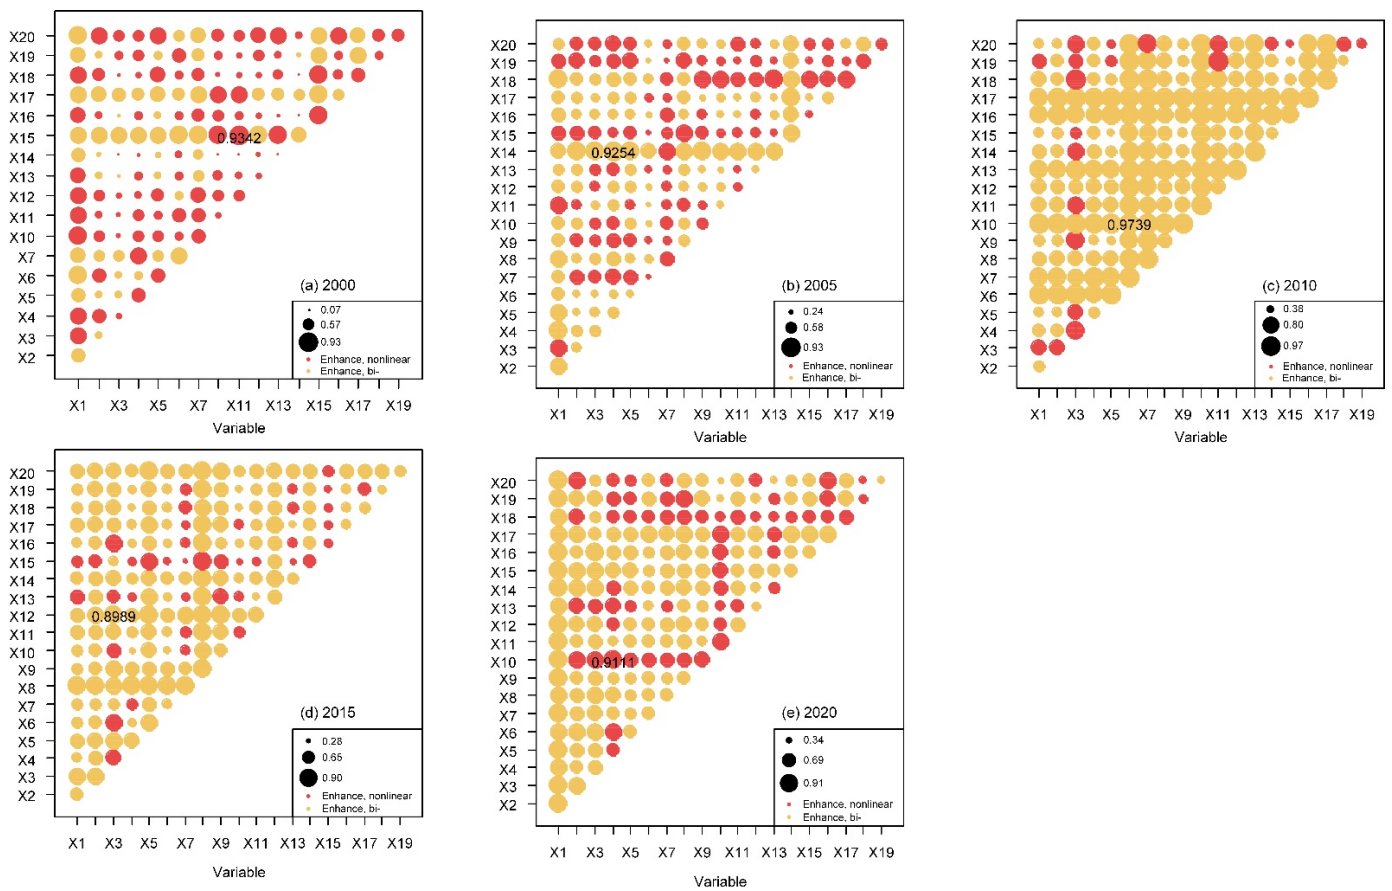 X20
X19
X18
X17
X16
X15
0.9342
X14
X13
X12
X11
X10
X7
X6
X5
X4
X3
X2
(a) 2000
0.07
0.57
0.93
Enhance, nonlinear
Enhance, bi-
X1 X3 X5 X7 X11 X13 X15 X17 X19
Variable
X20
X19
X18
X17
X16
X15
X14
0.9254
X13
X12
X11
X10
X9
X8
X7
X6
X5
X4
X3
X2
(b) 2005
0.24
0.58
0.93
Enhance, nonlinear
Enhance, bi-
X1 X3 X5 X7 X9 X11 X13 X15 X17 X19
Variable
X20
X19
X18
X17
X16
X15
X14
X13
X12
X11
X10
0.9739
X9
X8
X7
X6
X5
X4
X3
X2
(c) 2010
0.38
0.80
0.97
Enhance, nonlinear
Enhance, bi-
X1 X3 X5 X7 X9 X11 X13 X15 X17 X19
Variable
X20
X19
X18
X17
X16
X15
X14
X13
X12
0.8989
X11
X10
X9
X8
X7
X6
X5
X4
X3
X2
(d) 2015
0.28
0.65
0.90
Enhance, nonlinear
Enhance, bi-
X1 X3 X5 X7 X9 X11 X13 X15 X17 X19
Variable
X20
X19
X18
X17
X16
X15
X14
X13
X12
X11
X10
0.9111
X9
X8
X7
X6
X5
X4
X3
X2
(e) 2020
0.34
0.69
0.91
Enhance, nonlinear
Enhance, bi-
X1 X3 X5 X7 X9 X11 X13 X15 X17 X19
Variable